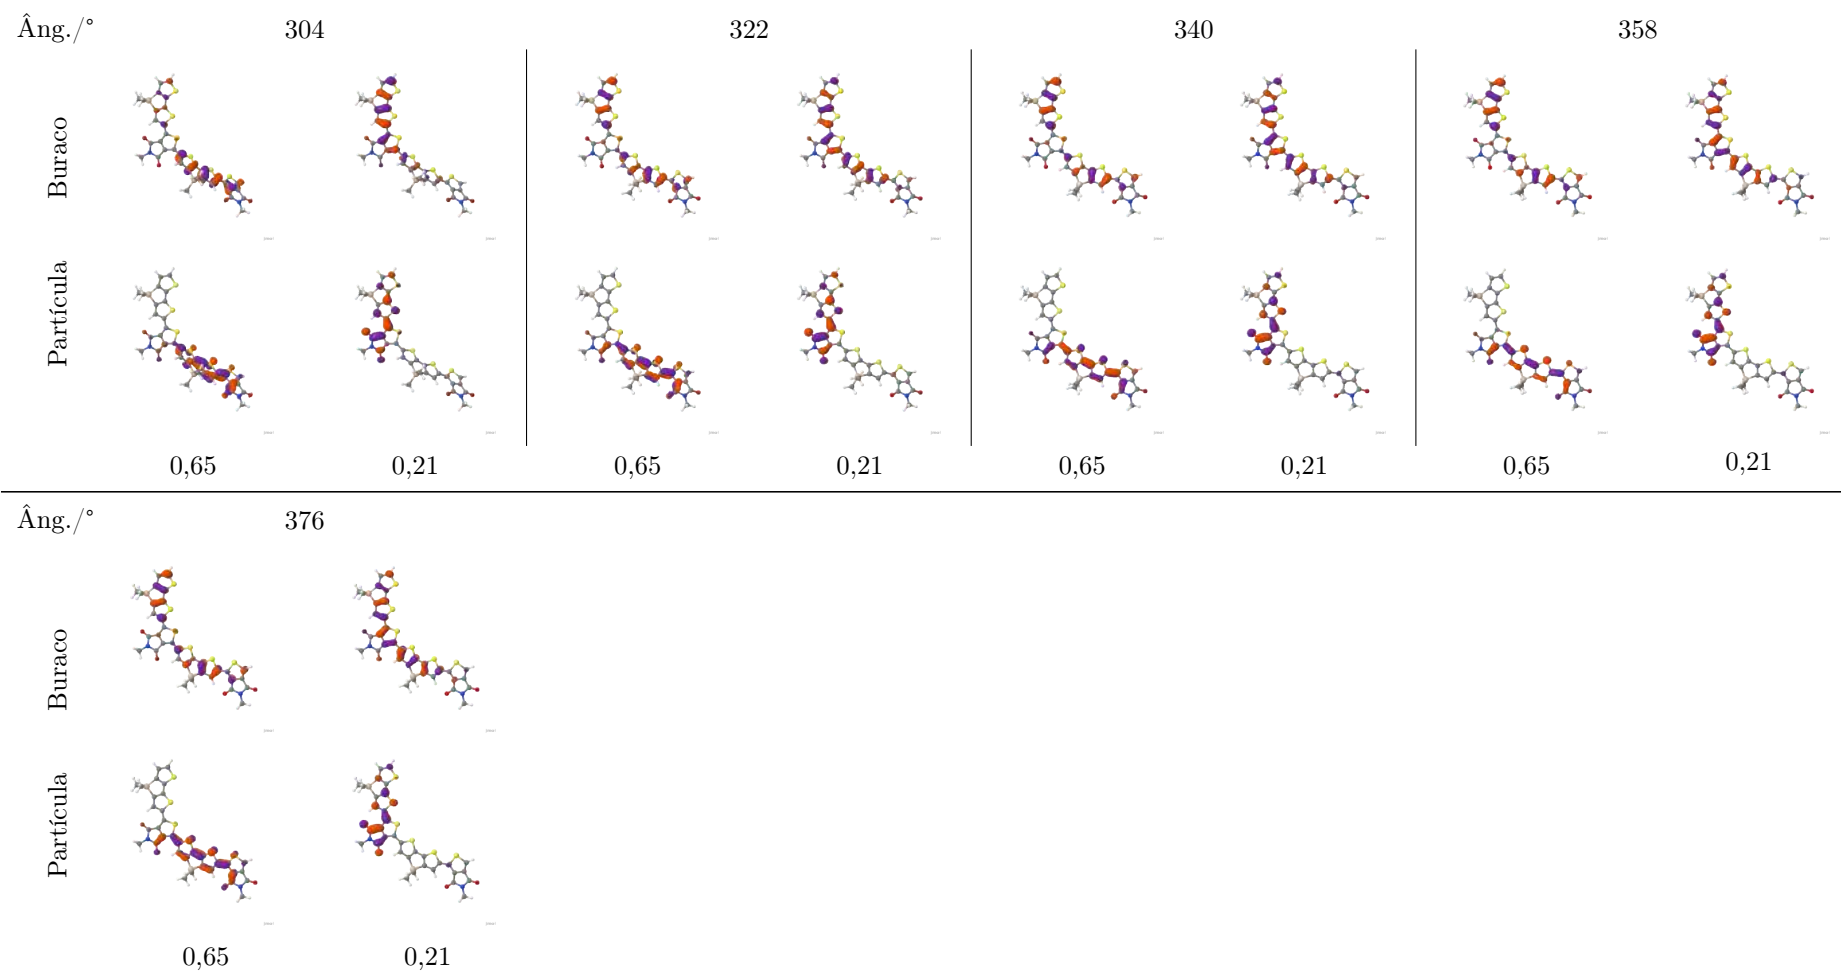 Âng./° 304 322 340 358
Buraco
Partícula
0,65 0,21 0,65 0,21 0,65 0,21 0,65 0,21
Âng./° 376
Buraco
Partícula
0,65 0,21